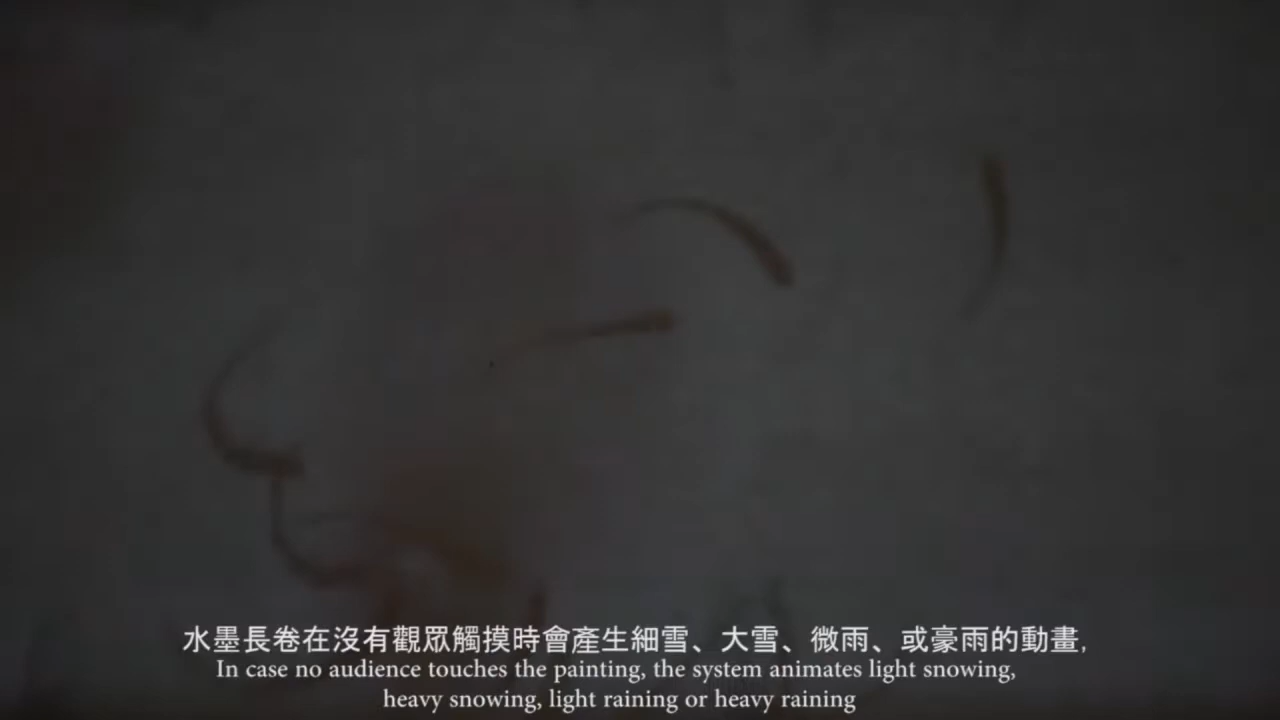 水墨長卷在沒有觀眾觸摸時會產生細雪、大雪、微雨、或豪雨的動畫,
In case no audience touches the painting, the system animates light snowing,
heavy snowing, light raining or heavy raining